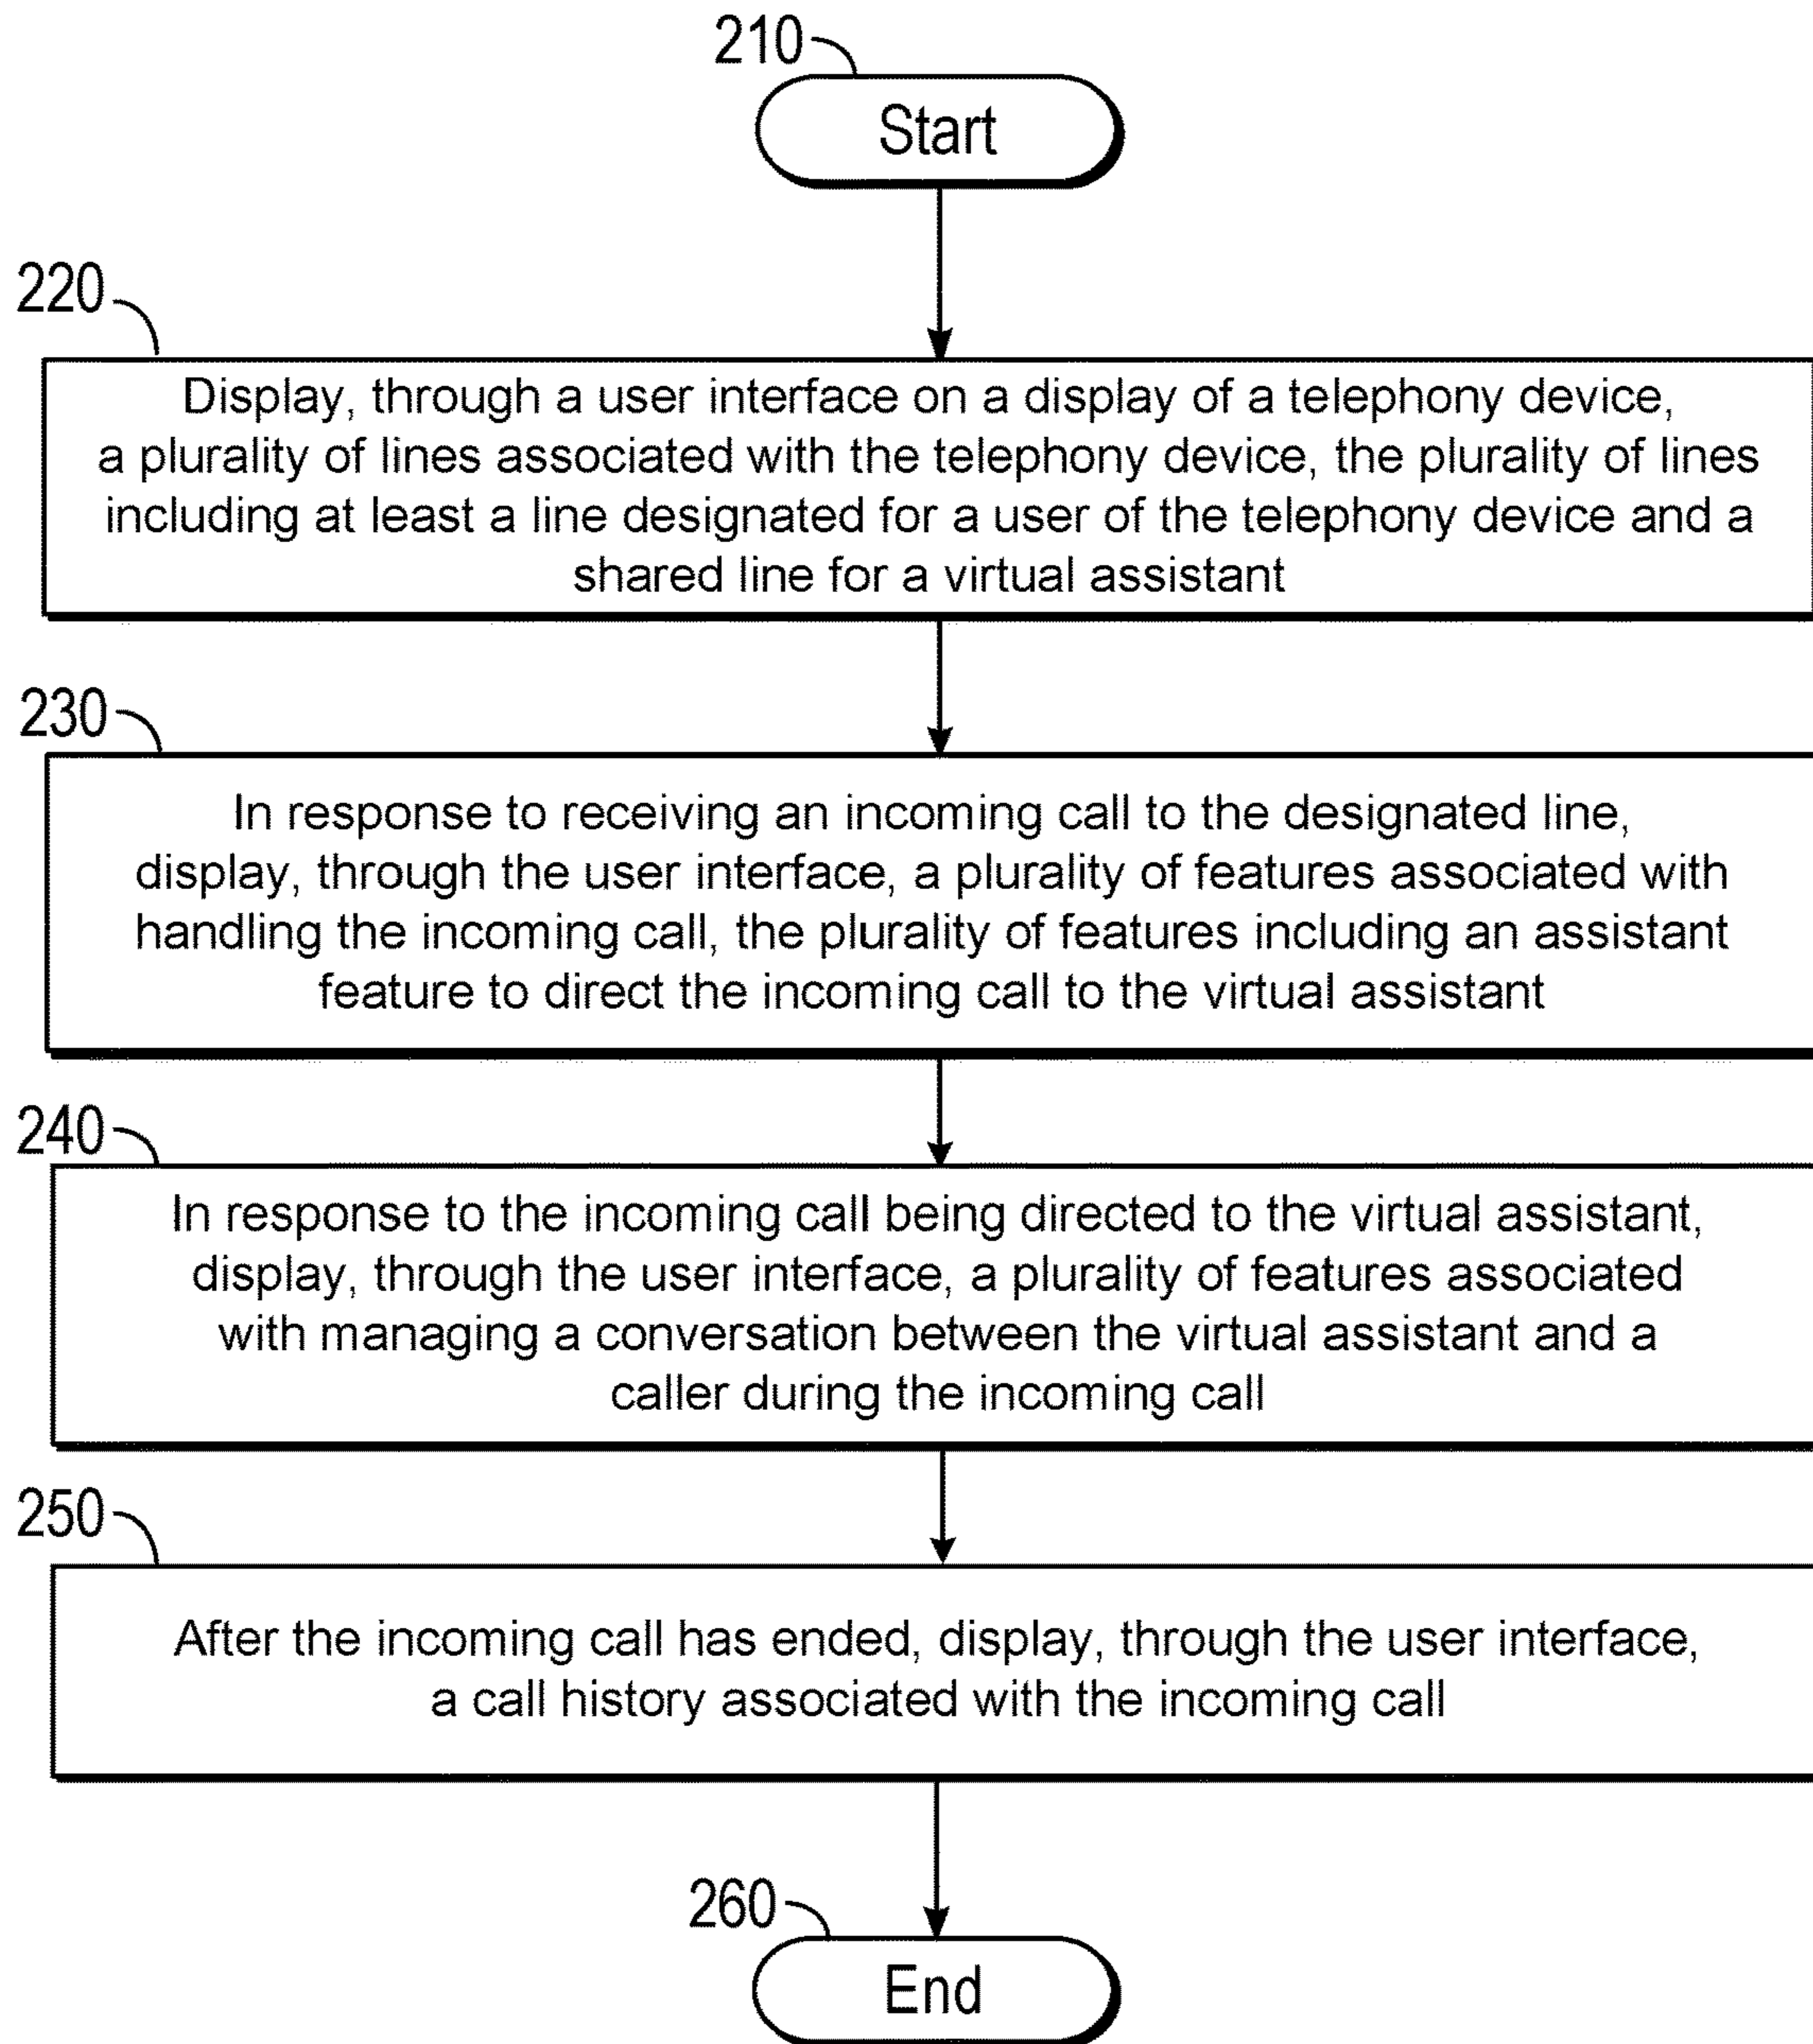 210
Start
220
Display, through a user interface on a display of a telephony device,
a plurality of lines associated with the telephony device, the plurality of lines
including at least a line designated for a user of the telephony device and a
shared line for a virtual assistant
230
In response to receiving an incoming call to the designated line,
display, through the user interface, a plurality of features associated with
handling the incoming call, the plurality of features including an assistant
feature to direct the incoming call to the virtual assistant
240
In response to the incoming call being directed to the virtual assistant,
display, through the user interface, a plurality of features associated
with managing a conversation between the virtual assistant and a
caller during the incoming call
250
After the incoming call has ended, display, through the user interface,
a call history associated with the incoming call
260
End